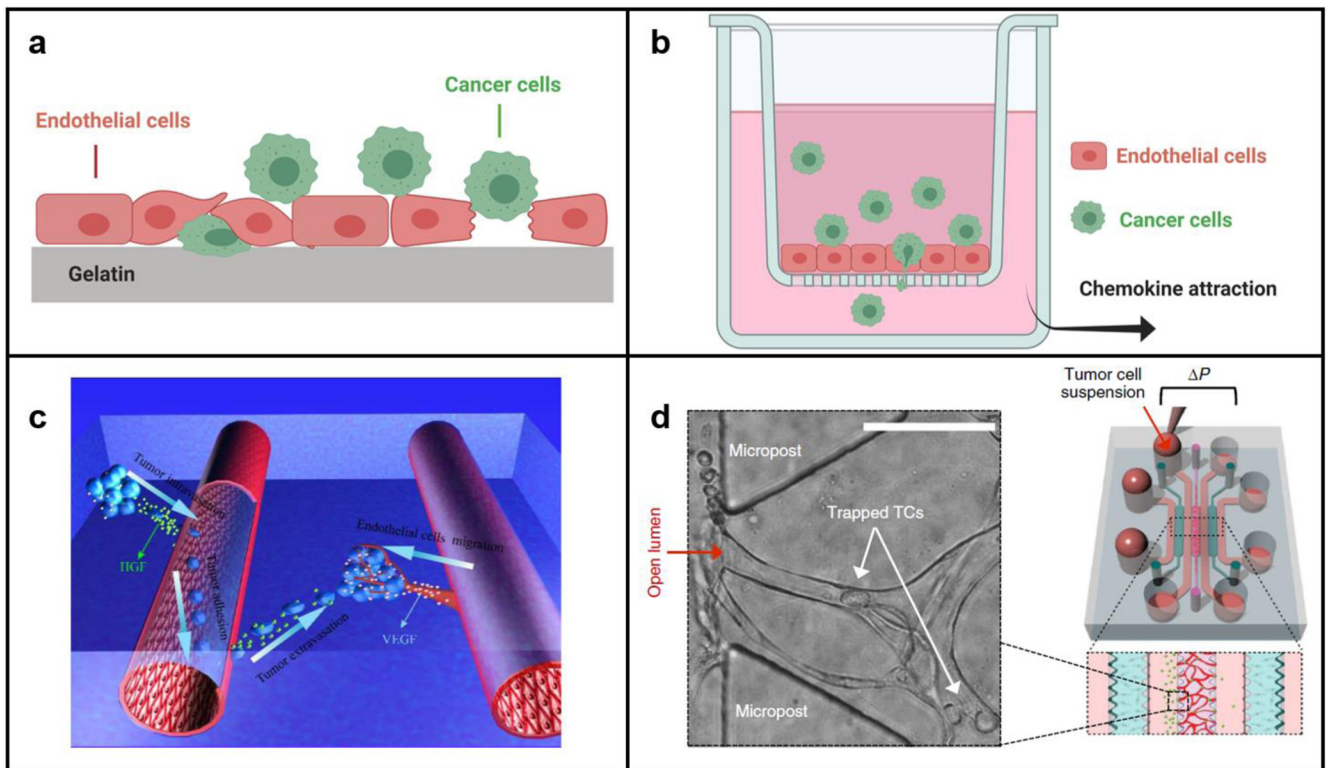 a
Cancer cells
Endothelial cells
Gelatin
b
Endothelial cells
Cancer cells
Chemokine attraction
c
Tumor intravasation
HGF
Tumor adhesion
Endothelial cells migration
Tumor extravasation
VEGF
d
Micropost
Trapped TCs
Open lumen
Micropost
Tumor cell
suspension
ΔP